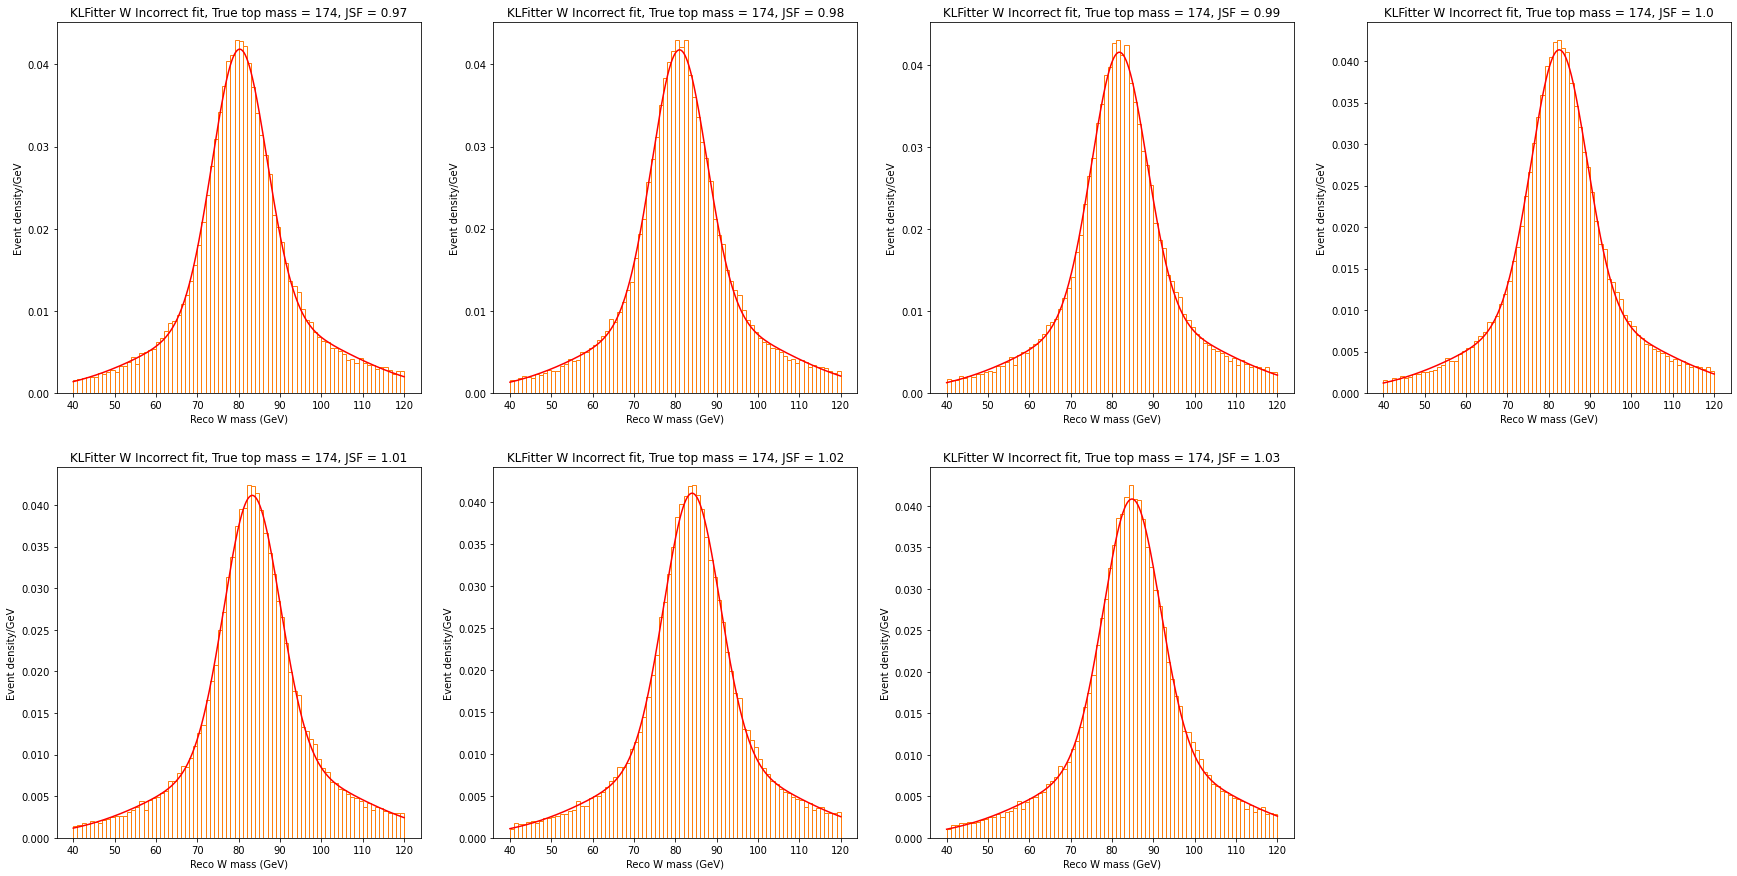 KLFitter W Incorrect fit, True top mass = 174, JSF = 0.97
Event density/GeV
0.04
0.03
0.02
0.01
0.00
40 50 60 70 80 90 100 110 120
Reco W mass (GeV)
KLFitter W Incorrect fit, True top mass = 174, JSF = 0.98
Event density/GeV
0.04
0.03
0.02
0.01
0.00
40 50 60 70 80 90 100 110 120
Reco W mass (GeV)
KLFitter W Incorrect fit, True top mass = 174, JSF = 0.99
Event density/GeV
0.04
0.03
0.02
0.01
0.00
40 50 60 70 80 90 100 110 120
Reco W mass (GeV)
KLFitter W Incorrect fit, True top mass = 174, JSF = 1.0
Event density/GeV
0.040
0.035
0.030
0.025
0.020
0.015
0.010
0.005
0.000
40 50 60 70 80 90 100 110 120
Reco W mass (GeV)
KLFitter W Incorrect fit, True top mass = 174, JSF = 1.01
Event density/GeV
0.040
0.035
0.030
0.025
0.020
0.015
0.010
0.005
0.000
40 50 60 70 80 90 100 110 120
Reco W mass (GeV)
KLFitter W Incorrect fit, True top mass = 174, JSF = 1.02
Event density/GeV
0.040
0.035
0.030
0.025
0.020
0.015
0.010
0.005
0.000
40 50 60 70 80 90 100 110 120
Reco W mass (GeV)
KLFitter W Incorrect fit, True top mass = 174, JSF = 1.03
Event density/GeV
0.040
0.035
0.030
0.025
0.020
0.015
0.010
0.005
0.000
40 50 60 70 80 90 100 110 120
Reco W mass (GeV)